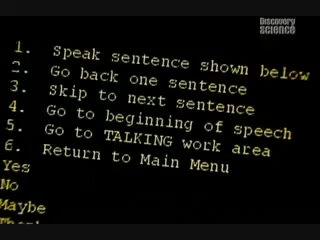 Discovery
SCIENCE
1. Speak sentence shown below
2. Go back one sentence
3. Skip to next sentence
4. Go to beginning of speech
5. Go to TALKING work area
6. Return to Main Menu
Yes
No
Maybe